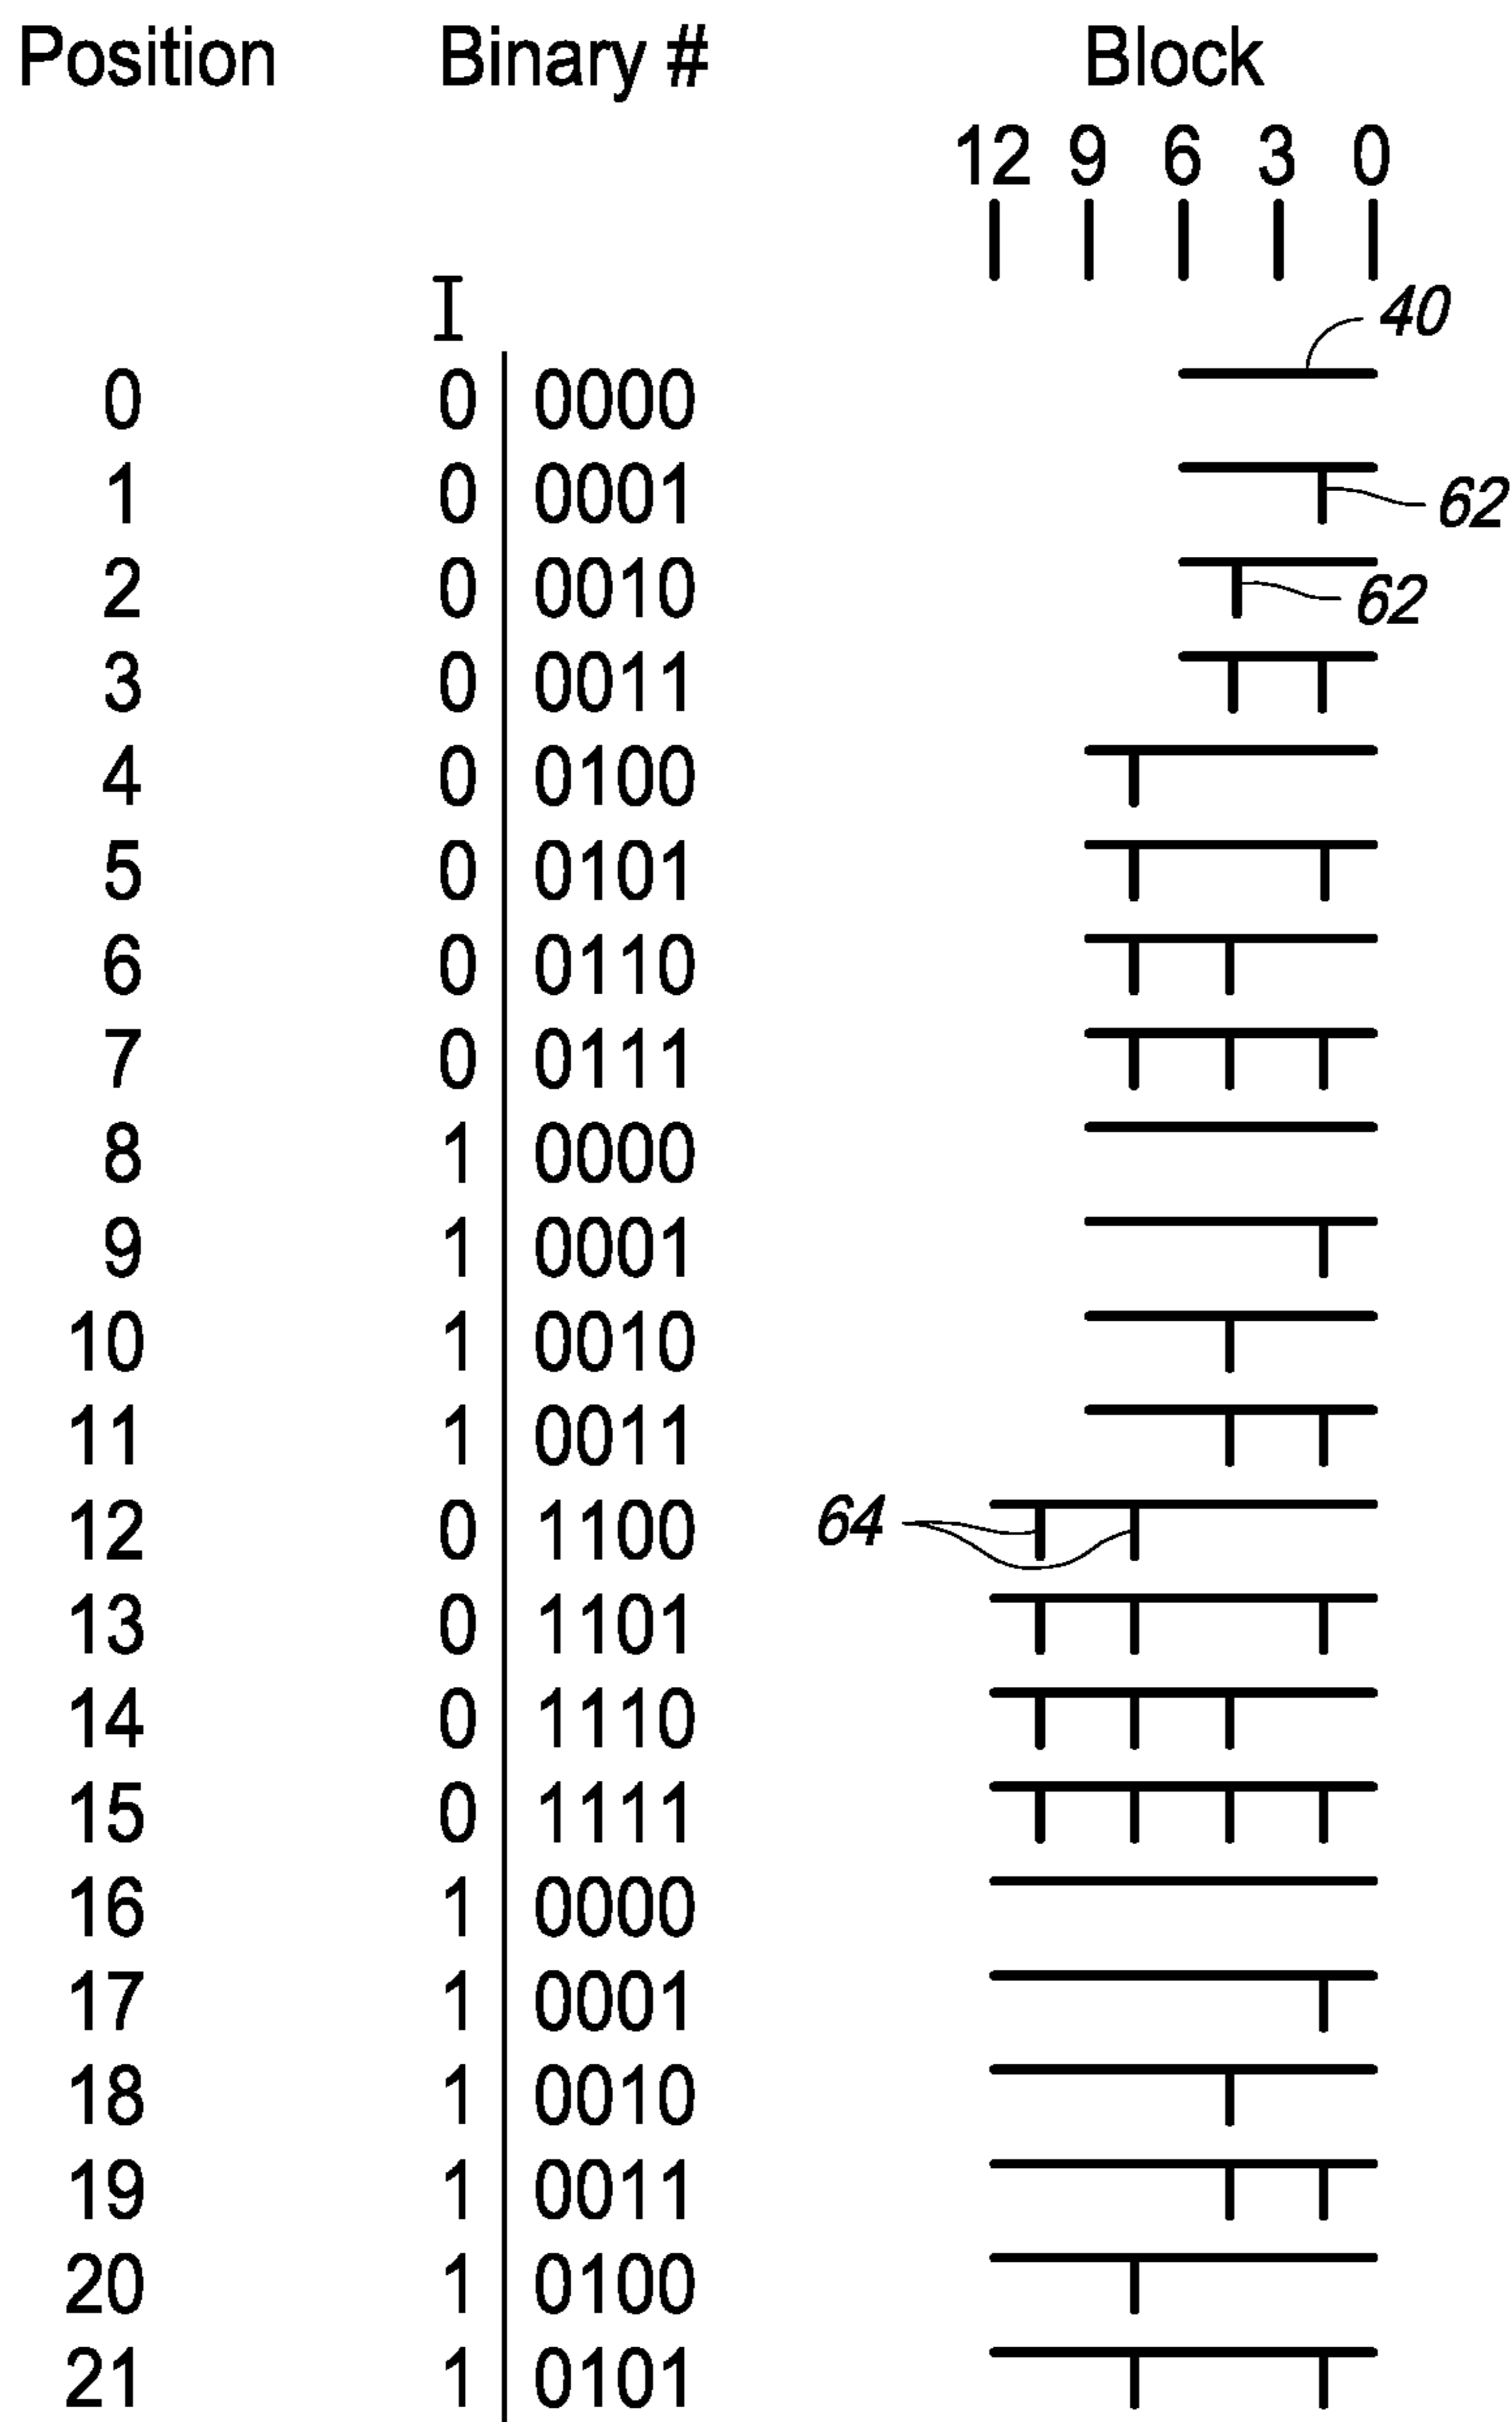 Position Binary # Block
12 9 6 3 0
I
40
0 0 0000
1 0 0001 62
2 0 0010 62
3 0 0011
4 0 0100
5 0 0101
6 0 0110
7 0 0111
8 1 0000
9 1 0001
10 1 0010
11 1 0011
12 0 1100 64
13 0 1101
14 0 1110
15 0 1111
16 1 0000
17 1 0001
18 1 0010
19 1 0011
20 1 0100
21 1 0101